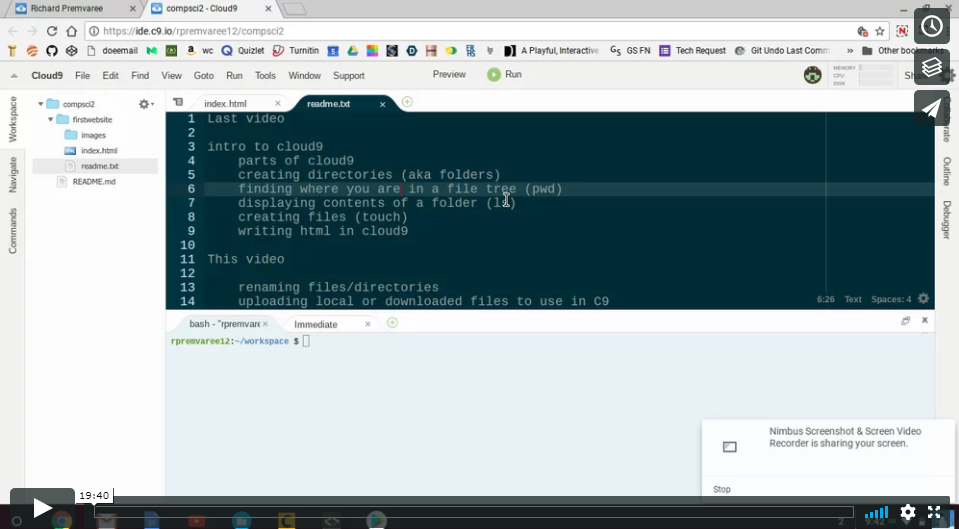 Richard Premvaree
compsci2 - Cloud9
https://ide.c9.io/rpremvaree12/compsci2
doeemail
wc
Quizlet
Turnitin
A Playful, Interactive
GS FN
Tech Request
Git Undo Last Comm
»
Other bookmarks
Cloud9 File Edit Find View Goto Run Tools Window Support Preview Run
MEMORY
CPU
DISK
Workspace
Navigate
Commands
compsci2
firstwebsite
images
index.html
readme.txt
README.md
index.html
readme.txt
1 Last video
2
3 intro to cloud9
4 parts of cloud9
5 creating directories (aka folders)
6 finding where you are in a file tree (pwd)
7 displaying contents of a folder (ls)
8 creating files (touch)
9 writing html in cloud9
10
11 This video
12
13 renaming files/directories
14 uploading local or downloaded files to use in C9
6:26 Text Spaces: 4
Collaborate
Outline
Debugger
bash - "rpremvare
Immediate
rpremvaree12:~/workspace $
Nimbus Screenshot & Screen Video
Recorder is sharing your screen.
Stop
19:40
9:42